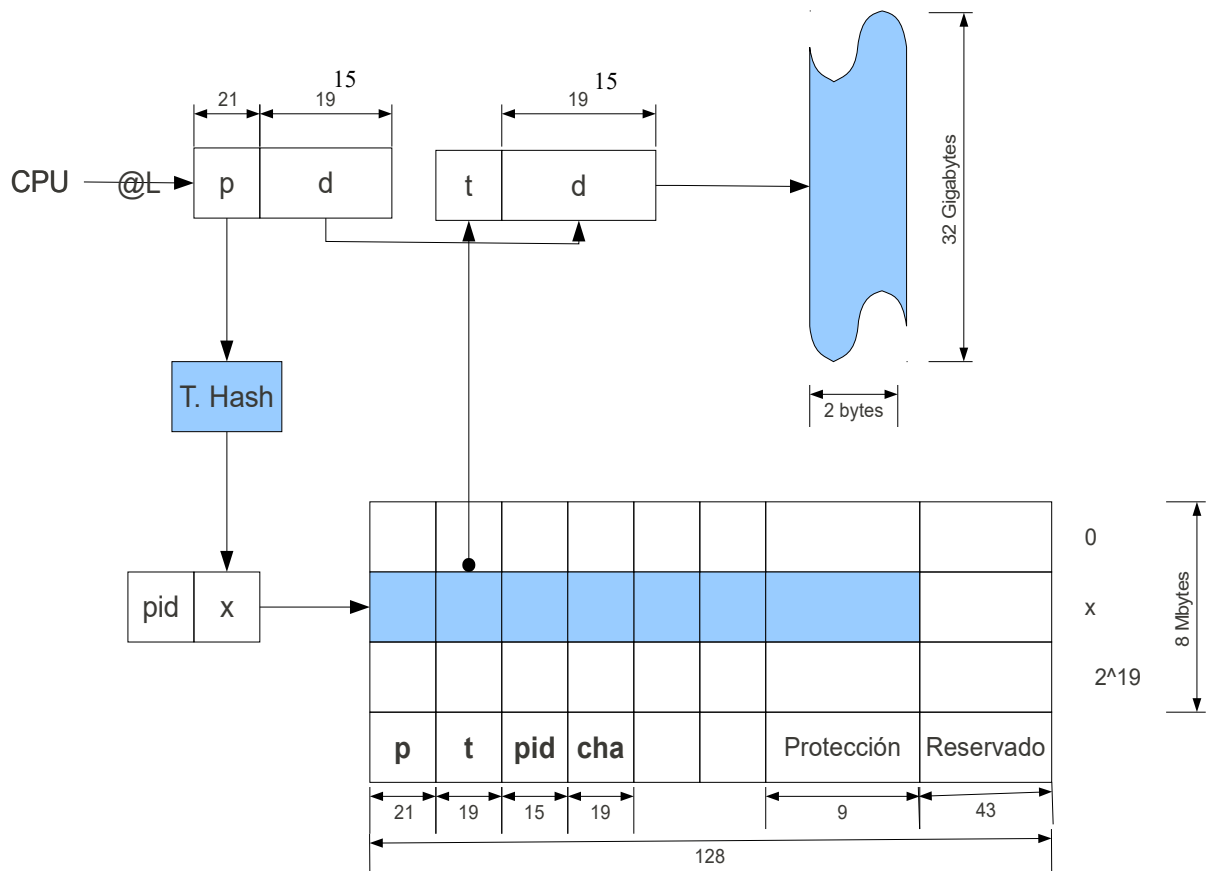 15
15
21
19
19
CPU
@L
p
d
t
d
32 Gigabytes
2 bytes
T. Hash
pid
x
0
x
2^19
8 Mbytes
p
t
pid
cha
Protección
Reservado
21
19
15
19
9
43
128